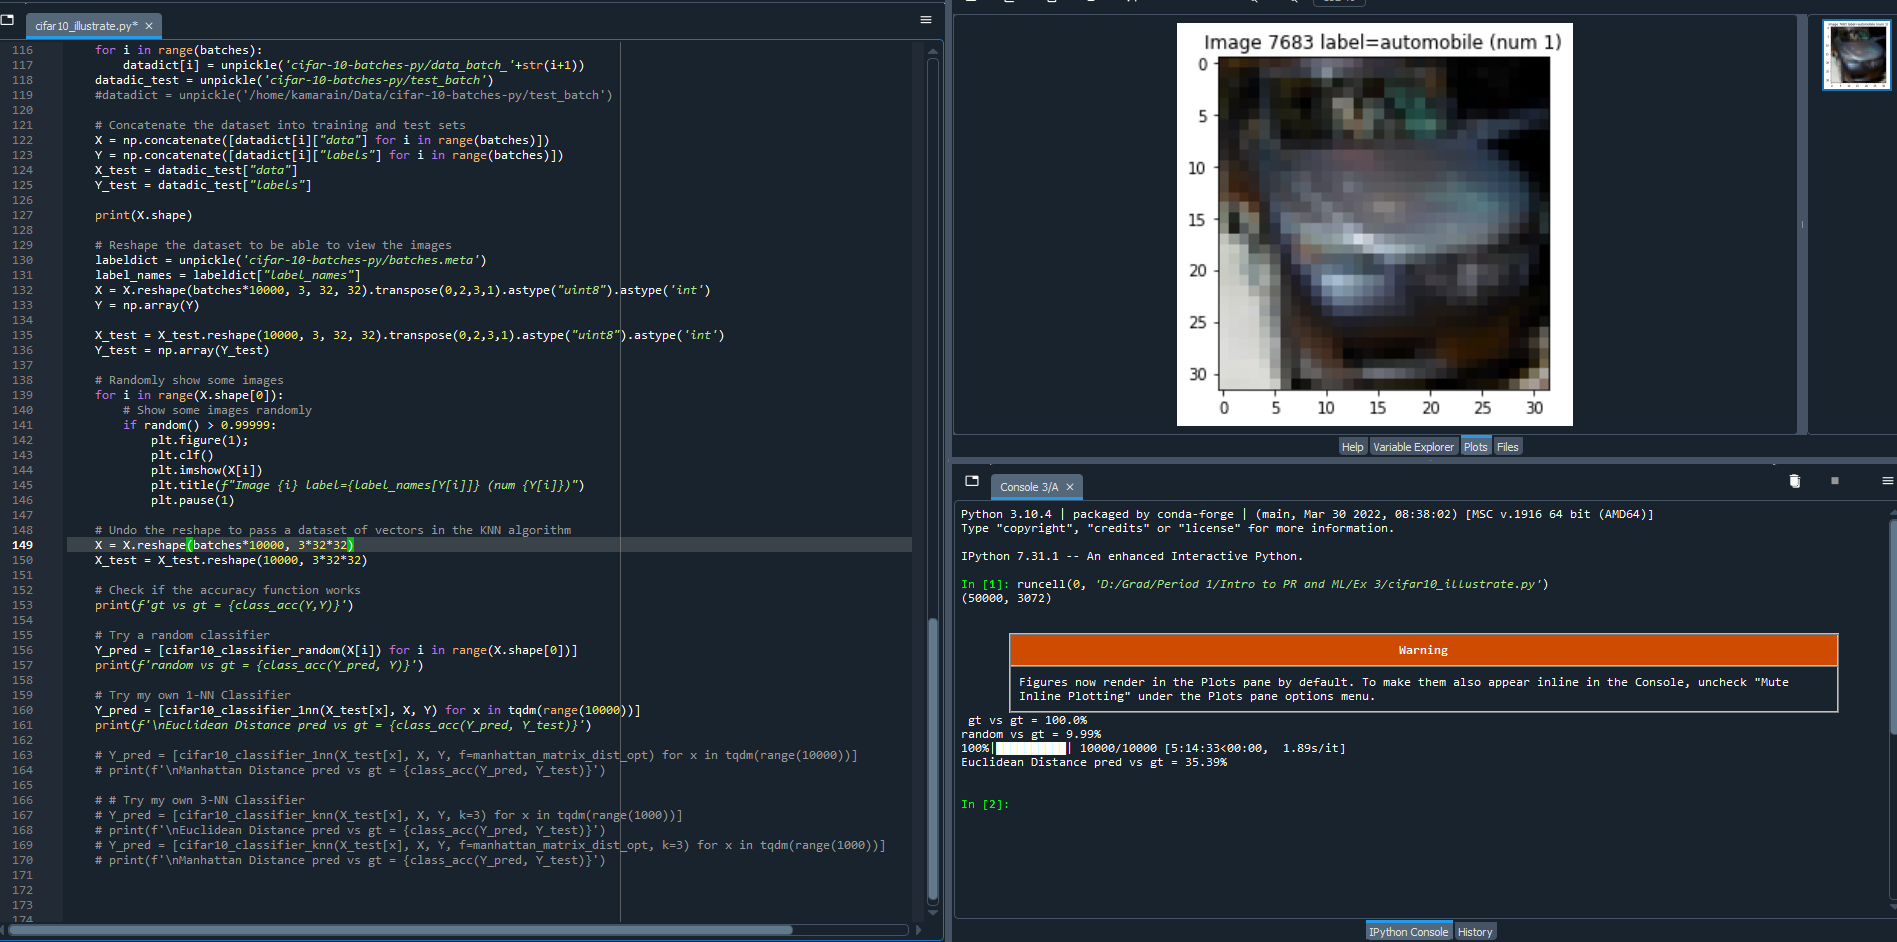 cifar10_illustrate.py*
116 for i in range(batches):
117 datadict[i] = unpickle('cifar-10-batches-py/data_batch_'+str(i+1))
118 datadic_test = unpickle('cifar-10-batches-py/test_batch')
119 #datadict = unpickle('/home/kamarain/Data/cifar-10-batches-py/test_batch')
120
121 # Concatenate the dataset into training and test sets
122 X = np.concatenate([datadict[i]["data"] for i in range(batches)])
123 Y = np.concatenate([datadict[i]["labels"] for i in range(batches)])
124 X_test = datadic_test["data"]
125 Y_test = datadic_test["labels"]
126
127 print(X.shape)
128
129 # Reshape the dataset to be able to view the images
130 labeldict = unpickle('cifar-10-batches-py/batches.meta')
131 label_names = labeldict["label_names"]
132 X = X.reshape(batches*10000, 3, 32, 32).transpose(0,2,3,1).astype("uint8").astype('int')
133 Y = np.array(Y)
134
135 X_test = X_test.reshape(10000, 3, 32, 32).transpose(0,2,3,1).astype("uint8").astype('int')
136 Y_test = np.array(Y_test)
137
138 # Randomly show some images
139 for i in range(X.shape[0]):
140 # Show some images randomly
141 if random() > 0.99999:
142 plt.figure(1);
143 plt.clf()
144 plt.imshow(X[i])
145 plt.title(f"Image {i} label={label_names[Y[i]]} (num {Y[i]})")
146 plt.pause(1)
147
148 # Undo the reshape to pass a dataset of vectors in the KNN algorithm
149 X = X.reshape(batches*10000, 3*32*32)
150 X_test = X_test.reshape(10000, 3*32*32)
151
152 # Check if the accuracy function works
153 print(f'gt vs gt = {class_acc(Y,Y)}')
154
155 # Try a random classifier
156 Y_pred = [cifar10_classifier_random(X[i]) for i in range(X.shape[0])]
157 print(f'random vs gt = {class_acc(Y_pred, Y)}')
158
159 # Try my own 1-NN Classifier
160 Y_pred = [cifar10_classifier_1nn(X_test[x], X, Y) for x in tqdm(range(10000))]
161 print(f'\nEuclidean Distance pred vs gt = {class_acc(Y_pred, Y_test)}')
162
163 # Y_pred = [cifar10_classifier_1nn(X_test[x], X, Y, f=manhattan_matrix_dist_opt) for x in tqdm(range(10000))]
164 # print(f'\nManhattan Distance pred vs gt = {class_acc(Y_pred, Y_test)}')
165
166 # # Try my own 3-NN Classifier
167 # Y_pred = [cifar10_classifier_knn(X_test[x], X, Y, k=3) for x in tqdm(range(1000))]
168 # print(f'\nEuclidean Distance pred vs gt = {class_acc(Y_pred, Y_test)}')
169 # Y_pred = [cifar10_classifier_knn(X_test[x], X, Y, f=manhattan_matrix_dist_opt, k=3) for x in tqdm(range(1000))]
170 # print(f'\nManhattan Distance pred vs gt = {class_acc(Y_pred, Y_test)}')
171
172
173
174
Image 7683 label=automobile (num 1)
0
5
10
15
20
25
30
0 5 10 15 20 25 30
Help Variable Explorer Plots Files
Console 3/A
Python 3.10.4 | packaged by conda-forge | (main, Mar 30 2022, 08:38:02) [MSC v.1916 64 bit (AMD64)]
Type "copyright", "credits" or "license" for more information.
IPython 7.31.1 -- An enhanced Interactive Python.
In [1]: runcell(0, 'D:/Grad/Period 1/Intro to PR and ML/Ex 3/cifar10_illustrate.py')
(50000, 3072)
Warning
Figures now render in the Plots pane by default. To make them also appear inline in the Console, uncheck "Mute
Inline Plotting" under the Plots pane options menu.
gt vs gt = 100.0%
random vs gt = 9.99%
100%|██████████| 10000/10000 [5:14:33<00:00, 1.89s/it]
Euclidean Distance pred vs gt = 35.39%
In [2]:
IPython Console History